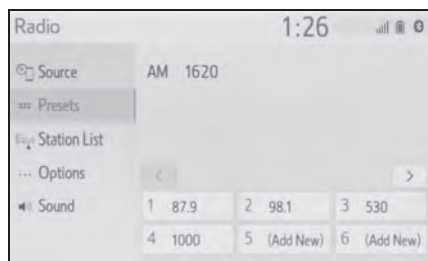 Radio 1:26
Source
AM 1620
Presets
Station List
Options
Sound
1 87.9 2 98.1 3 530
4 1000 5 (Add New) 6 (Add New)